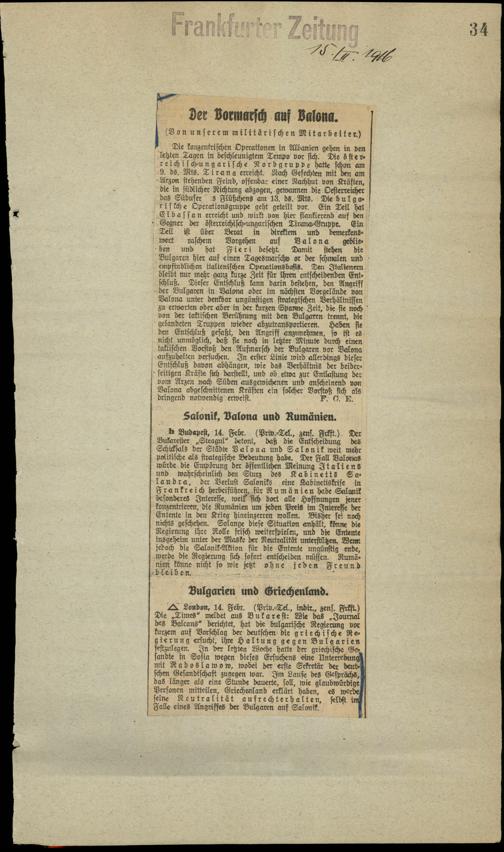 Frankfurter Zeitung
34
15./II. 1916
Der Vormarsch auf Valona.
(Von unserem militärischen Mitarbeiter.)
Die konzentrischen Operationen in Albanien gehen in den
letzten Tagen in beschleunigtem Tempo vor sich. Die öster-
reichisch-ungarische Nordgruppe hatte schon am
9. ds. Mts. Tirana erreicht. Nach Gefechten mit den am
Arzon stehenden Feind, offenbar einer Nachhut von Kräften,
die in südlicher Richtung abzogen, gewannen die Oesterreicher
das Südufer s Flüßchens am 13. ds. Mts. Die bulga-
rische Operationsgruppe geht geteilt vor. Ein Teil hat
Elbassan erreicht und wirkt von hier flankierend auf den
Gegner der österreichisch-ungarischen Tirana-Gruppe. Ein
Teil ist über Berat in direktem und bemerkens-
wert raschem Vorgehen auf Valona geblie-
ben und hat Fieri besetzt. Damit stehen die
Bulgaren hier auf einen Tagesmarsch vor der schmalen und
empfindlichen italienischen Operationsbasis. Den Italienern
bleibt nur mehr ganz kurze Zeit für ihren entscheidenden Ent-
schluß. Dieser Entschluß kann darin bestehen, den Angriff
der Bulgaren in Valona oder im nächsten Vorgelände von
Valona unter denkbar ungünstigen strategischen Verhältnissen
zu erwarten oder aber in der kurzen Spanne Zeit, die sie noch
von der taktischen Berührung mit den Bulgaren trennt, die
gelandeten Truppen wieder abzutransportieren. Haben sie
den Entschluß gefaßt, den Angriff anzunehmen, so ist es
nicht unmöglich, daß sie noch in letzter Minute durch einen
taktischen Vorstoß den Aufmarsch der Bulgaren vor Valona
aufzuhalten versuchen. In erster Linie wird allerdings dieser
Entschluß davon abhängen, wie das Verhältnis der beider-
seitigen Kräfte sich darstellt, und ob etwa zur Entlastung der
vom Arzen nach Süden ausgewichenen und anscheinend von
Valona abgeschnittenen Kräften ein solcher Vorstoß sich als
dringend notwendig erweist. F. C. E.
Salonik, Valona und Rumänien.
Budapest, 14. Febr. (Priv.-Tel., zens. Frkft.) Der
Bukarester „Steagul“ betont, daß die Entscheidung des
Schicksals der Städte Valona und Salonik weit mehr
politische als strategische Bedeutung habe. Der Fall Valonas
würde die Empörung der öffentlichen Meinung Italiens
und wahrscheinlich den Sturz des Kabinetts Sa-
landra, der Verlust Saloniks eine Kabinettskrise in
Frankreich herbeiführen, für Rumänien habe Salonik
besonderes Interesse, weil sich dort alle Hoffnungen jener
konzentrieren, die Rumänien um jeden Preis im Interesse der
Entente in den Krieg hineinzerren wollen. Bisher sei noch
nichts geschehen. Solange diese Situation anhält, könne die
Regierung ihre Rolle frisch weiterspielen, und die Entente
insgeheim unter der Maske der Neutralität unterstützen. Wenn
jedoch die Salonik-Aktion für die Entente ungünstig ende,
werde die Regierung sich sofort entscheiden müssen. Rumä-
nien könne nicht so wie jetzt ohne jeden Freund
bleiben.
Bulgarien und Griechenland.
△ London, 14. Febr. (Priv.-Tel., indir., zens. Frkft.)
Die „Times“ meldet aus Bukarest: Wie das „Journal
des Balcans“ berichtet, hat die bulgarische Regierung vor
kurzem auf Vorschlag der deutschen die griechische Re-
gierung ersucht, ihre Haltung gegen Bulgarien
festzulegen. In der letzten Woche hatte der griechische Ge-
sandte in Sofia wegen dieses Ersuchens eine Unterredung
mit Radoslawow, wobei der erste Sekretär der deut-
schen Gesandtschaft zugegen war. Im Laufe des Gesprächs,
das länger als eine Stunde dauerte, soll, wie glaubwürdige
Personen mitteilen, Griechenland erklärt haben, es werde
seine Neutralität aufrechterhalten, selbst im
Falle eines Angriffes der Bulgaren auf Salonik.